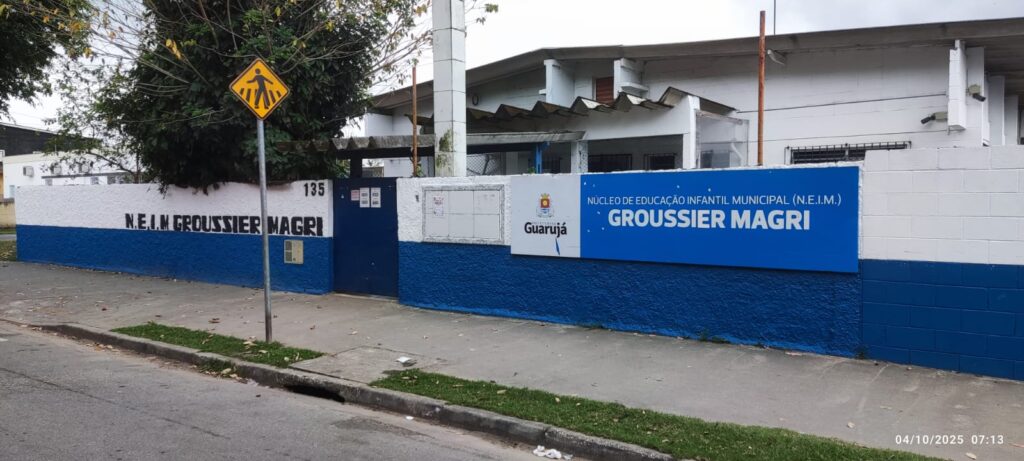 135
N.E.I.M GROUSSIER MAGRI
Guarujá
NÚCLEO DE EDUCAÇÃO INFANTIL MUNICIPAL (N.E.I.M.)
GROUSSIER MAGRI
04/10/2025 07:13